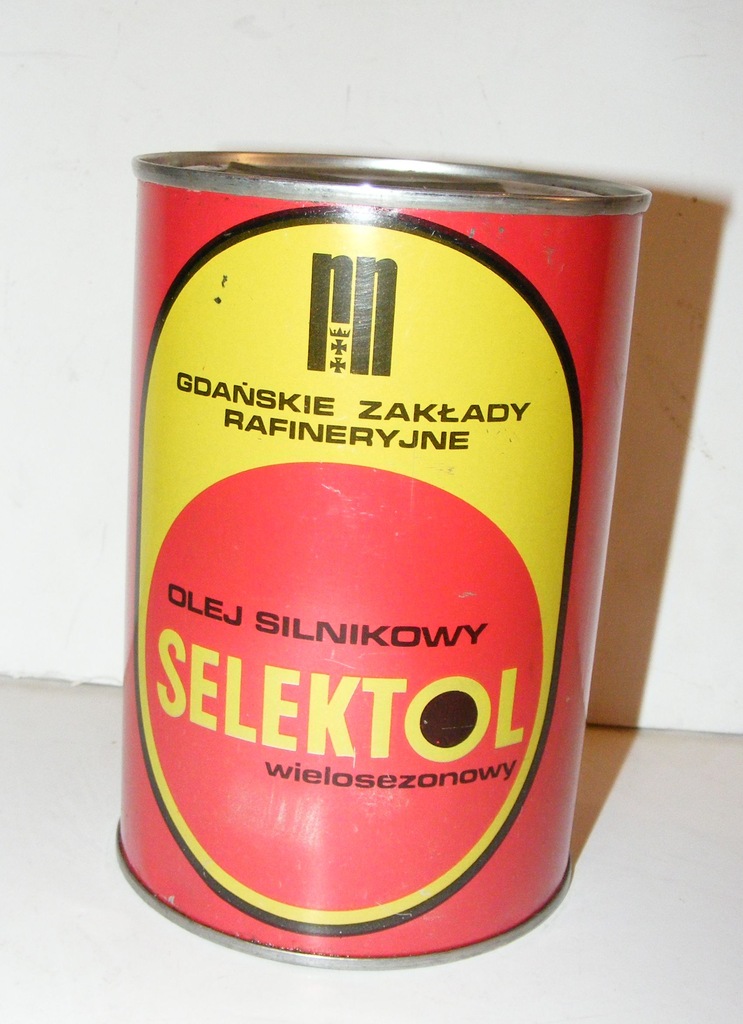 GDAŃSKIE ZAKŁADY
RAFINERYJNE
OLEJ SILNIKOWY
SELEKTOL
wielosezonowy